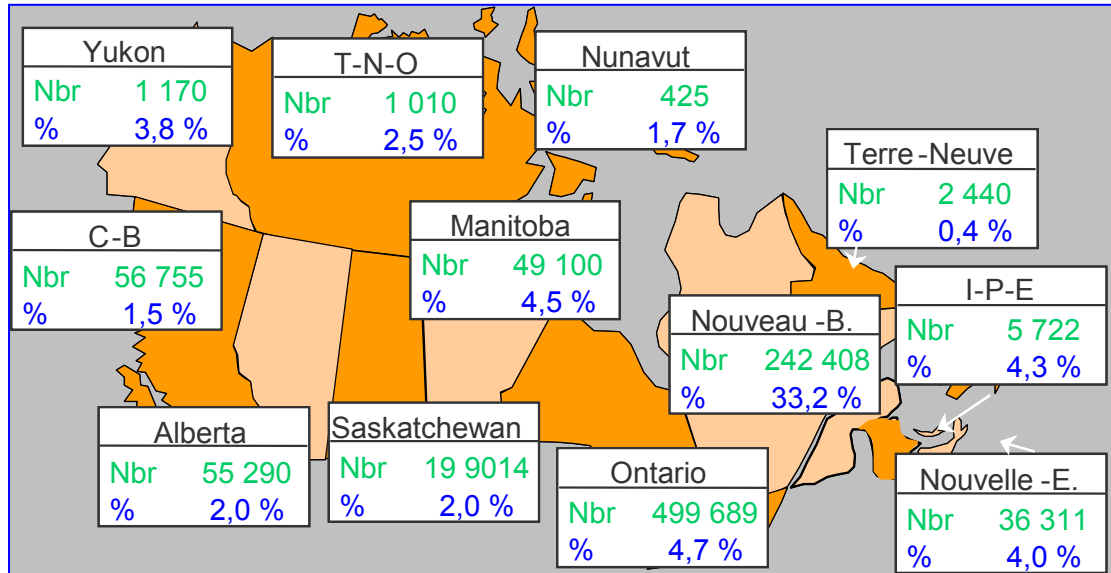 Yukon
Nbr 1 170
% 3,8 %
T-N-O
Nbr 1 010
% 2,5 %
Nunavut
Nbr 425
% 1,7 %
Terre -Neuve
Nbr 2 440
% 0,4 %
C-B
Nbr 56 755
% 1,5 %
Manitoba
Nbr 49 100
% 4,5 %
I-P-E
Nbr 5 722
% 4,3 %
Nouveau -B.
Nbr 242 408
% 33,2 %
Alberta
Nbr 55 290
% 2,0 %
Saskatchewan
Nbr 19 9014
% 2,0 %
Ontario
Nbr 499 689
% 4,7 %
Nouvelle -E.
Nbr 36 311
% 4,0 %